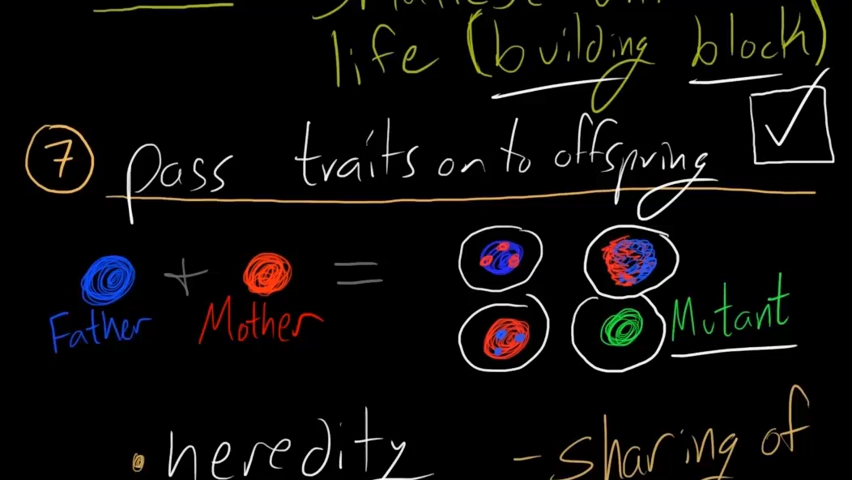 life (building block)
7 pass traits on to offspring
+ =
Father Mother
Mutant
• heredity - sharing of